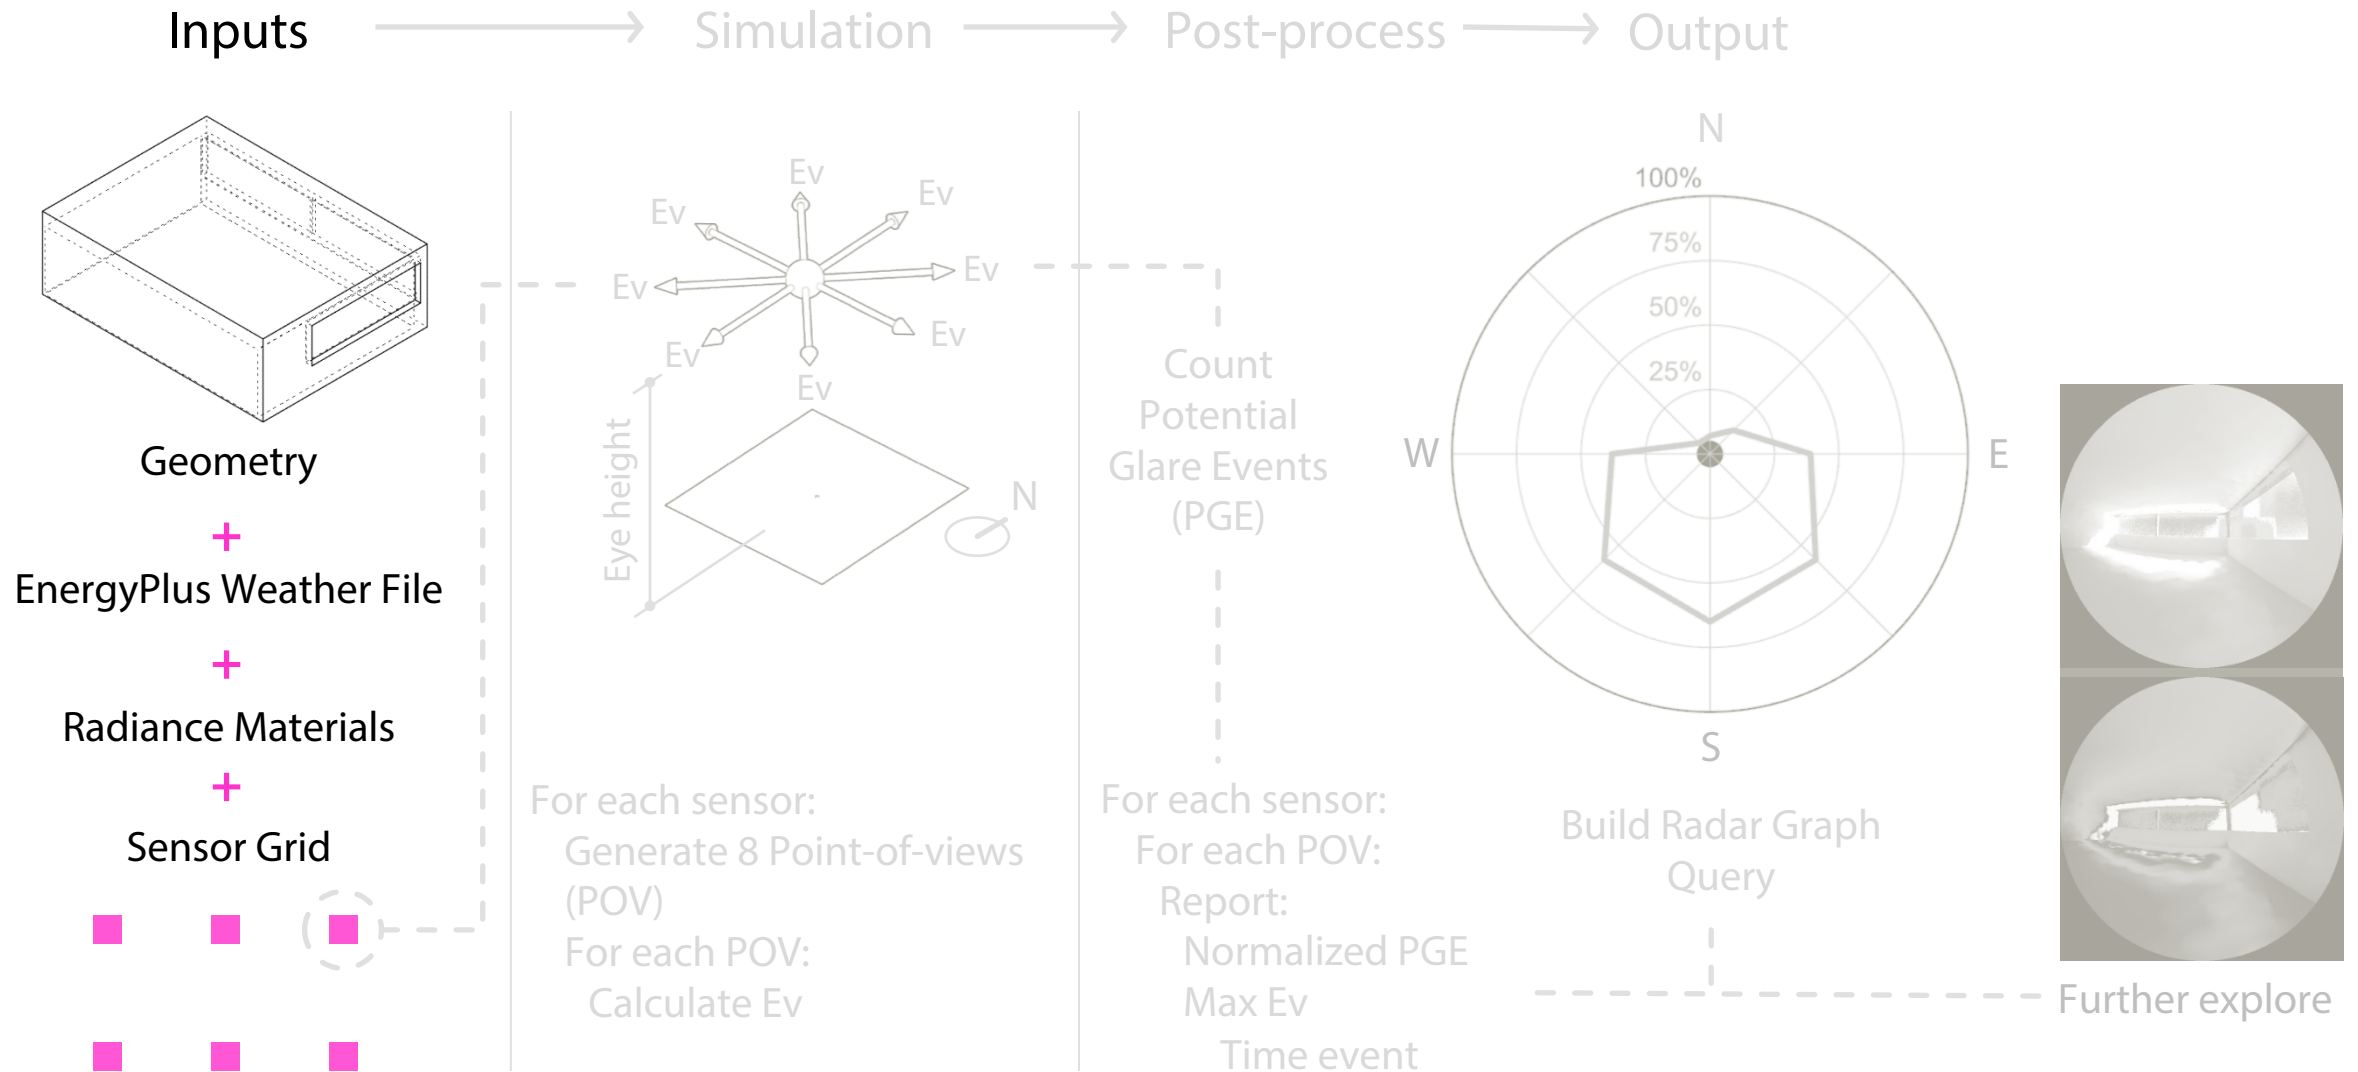 Inputs
Simulation
Post-process
Output
Geometry
+
EnergyPlus Weather File
+
Radiance Materials
+
Sensor Grid
Ev
Ev
Ev
Ev
Ev
Ev
Ev
Ev
Eye height
N
For each sensor:
Generate 8 Point-of-views
(POV)
For each POV:
Calculate Ev
Count
Potential
Glare Events
(PGE)
For each sensor:
For each POV:
Report:
Normalized PGE
Max Ev
Time event
N
100%
75%
50%
25%
W
E
S
Build Radar Graph
Query
Further explore